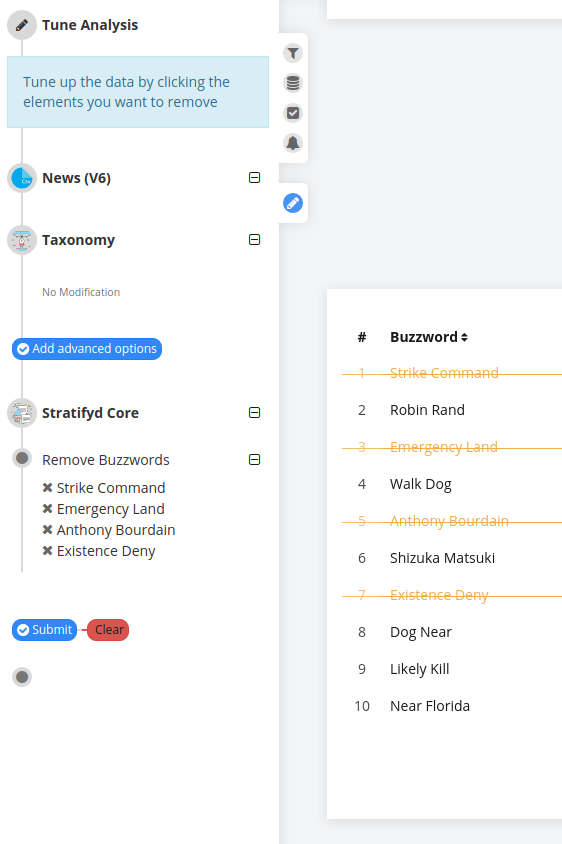 Tune Analysis
Tune up the data by clicking the
elements you want to remove
News (V6)
Taxonomy
No Modification
Add advanced options
Stratifyd Core
Remove Buzzwords
Strike Command
Emergency Land
Anthony Bourdain
Existence Deny
Submit
Clear
# Buzzword
1 Strike Command
2 Robin Rand
3 Emergency Land
4 Walk Dog
5 Anthony Bourdain
6 Shizuka Matsuki
7 Existence Deny
8 Dog Near
9 Likely Kill
10 Near Florida